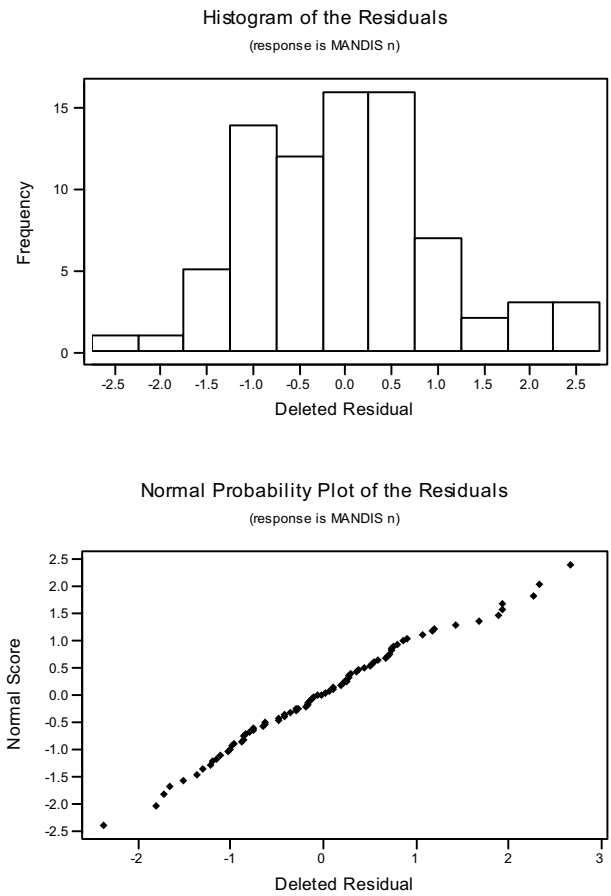 Histogram of the Residuals
(response is MANDIS n)
15
10
5
0
Frequency
-2.5 -2.0 -1.5 -1.0 -0.5 0.0 0.5 1.0 1.5 2.0 2.5
Deleted Residual
Normal Probability Plot of the Residuals
(response is MANDIS n)
2.5
2.0
1.5
1.0
0.5
0.0
-0.5
-1.0
-1.5
-2.0
-2.5
Normal Score
-2 -1 0 1 2 3
Deleted Residual